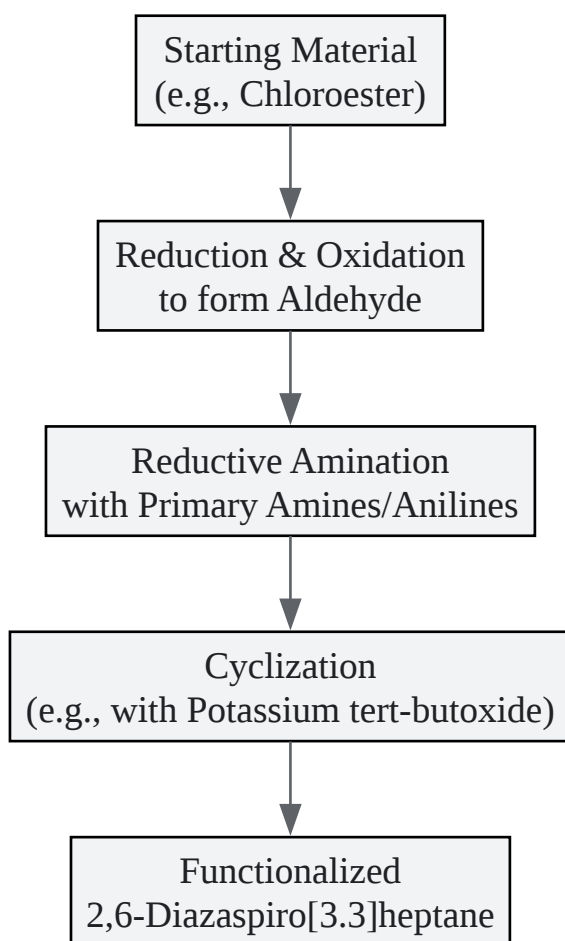 Starting Material
(e.g., Chloroester)
Reduction & Oxidation
to form Aldehyde
Reductive Amination
with Primary Amines/Anilines
Cyclization
(e.g., with Potassium tert-butoxide)
Functionalized
2,6-Diazaspiro[3.3]heptane